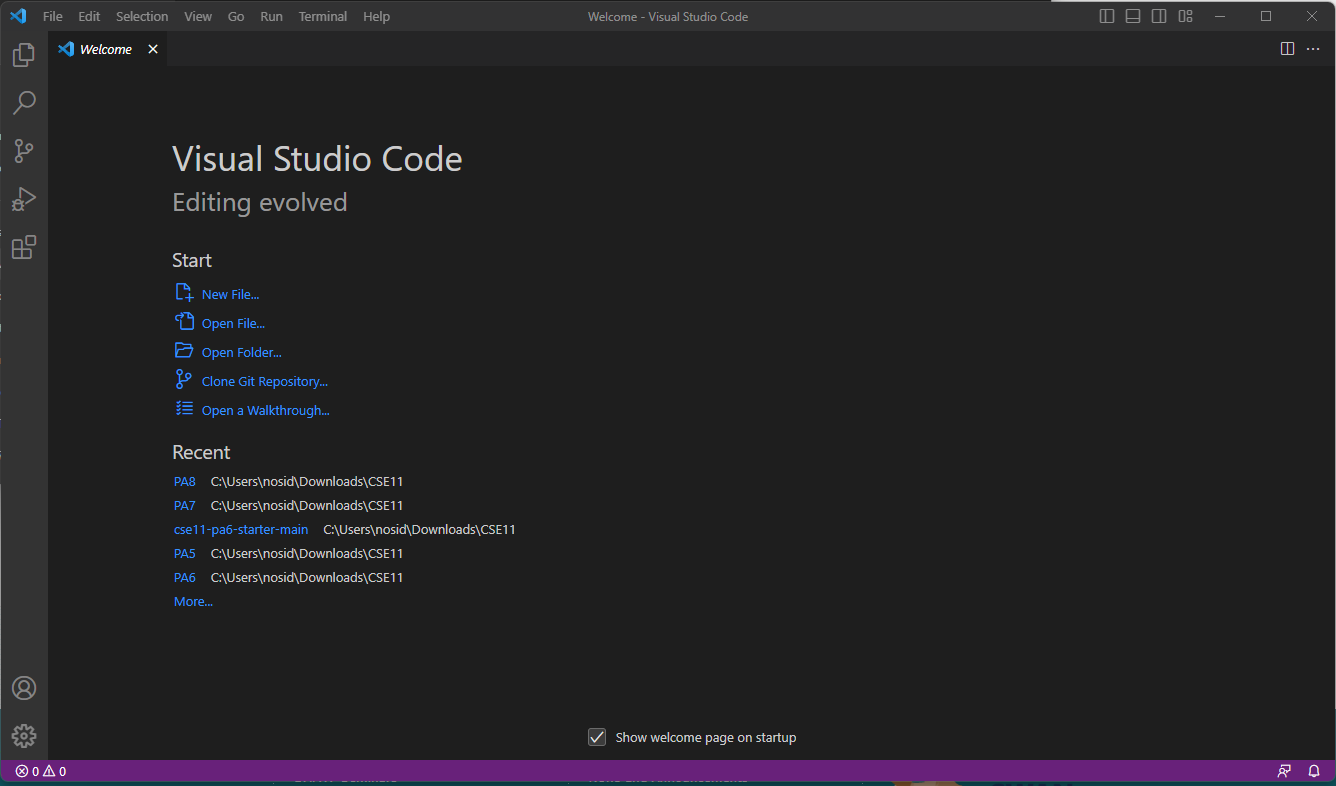 File Edit Selection View Go Run Terminal Help Welcome - Visual Studio Code
Welcome
Visual Studio Code
Editing evolved
Start
New File...
Open File...
Open Folder...
Clone Git Repository...
Open a Walkthrough...
Recent
PA8 C:\Users\nosid\Downloads\CSE11
PA7 C:\Users\nosid\Downloads\CSE11
cse11-pa6-starter-main C:\Users\nosid\Downloads\CSE11
PA5 C:\Users\nosid\Downloads\CSE11
PA6 C:\Users\nosid\Downloads\CSE11
More...
Show welcome page on startup
0 0